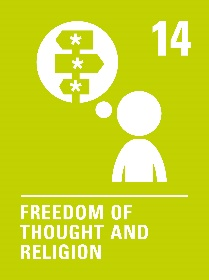 14
FREEDOM OF
THOUGHT AND
RELIGION